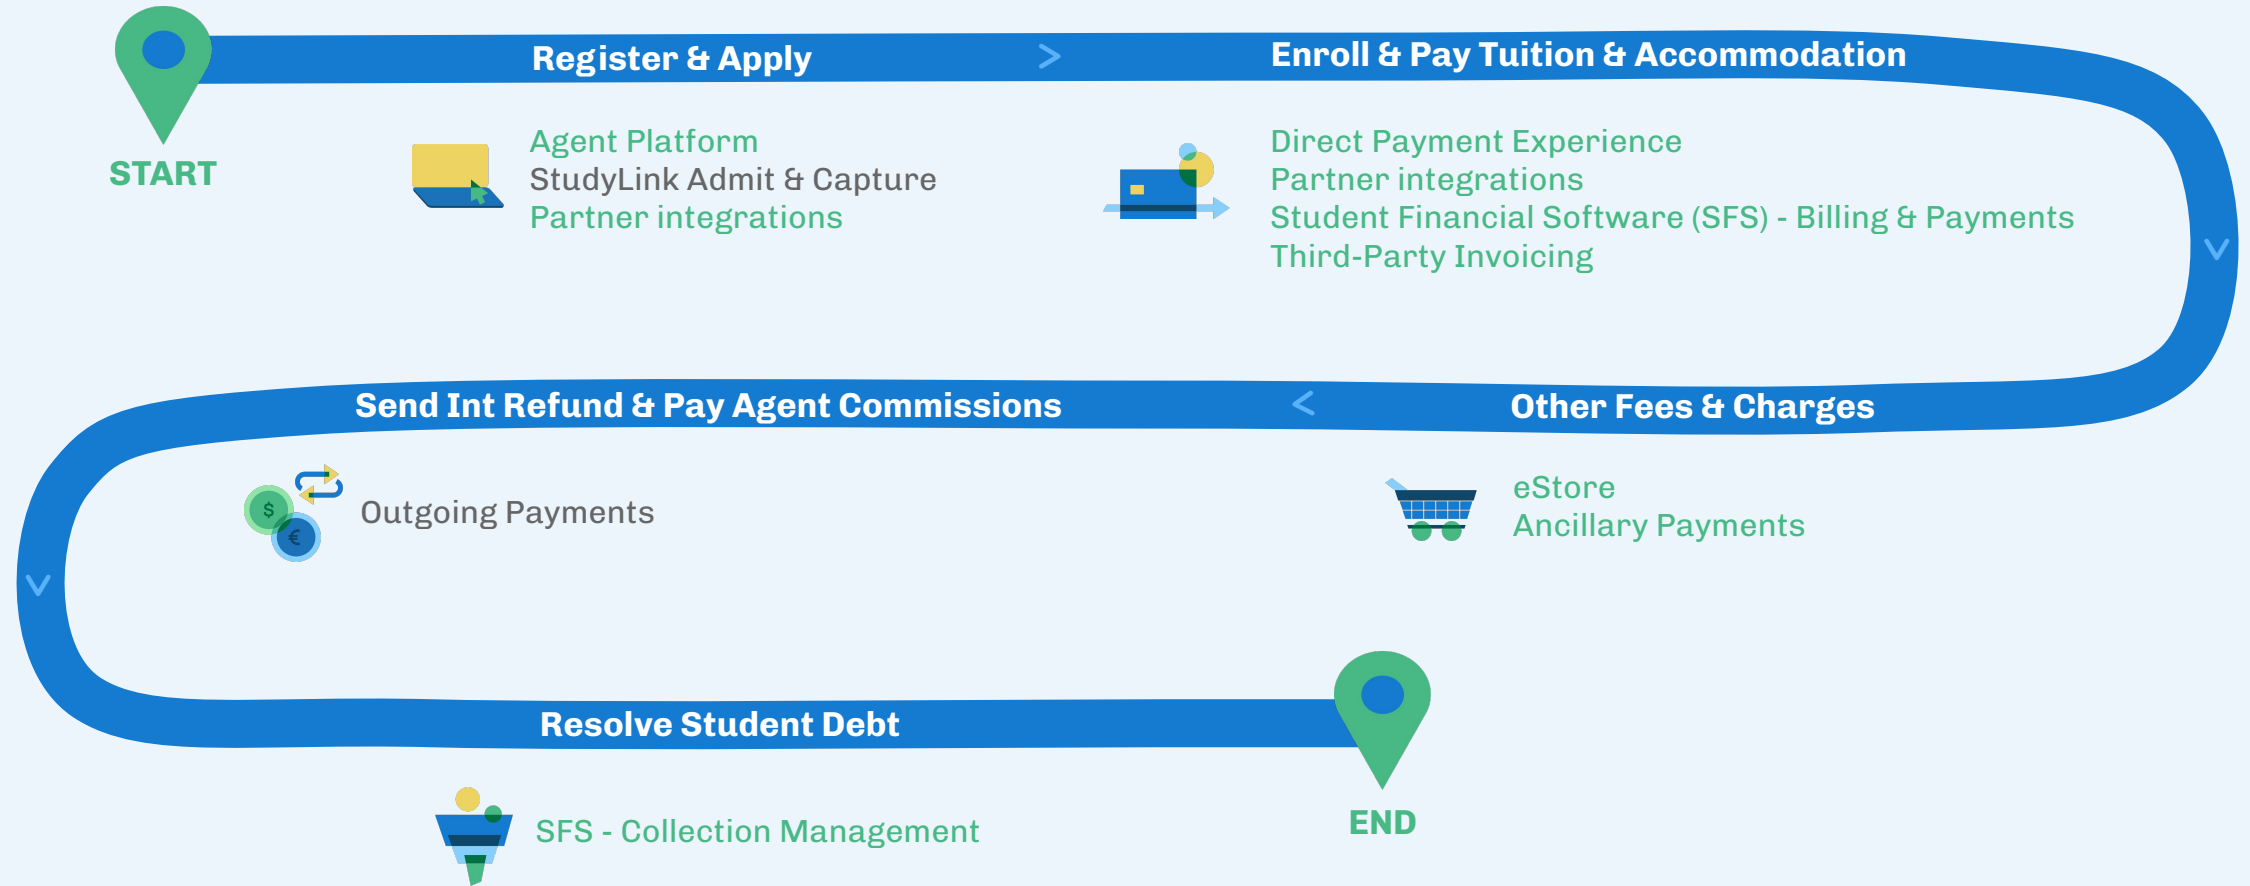 START
Register & Apply
Agent Platform
StudyLink Admit & Capture
Partner integrations
Enroll & Pay Tuition & Accommodation
Direct Payment Experience
Partner integrations
Student Financial Software (SFS) - Billing & Payments
Third-Party Invoicing
Other Fees & Charges
eStore
Ancillary Payments
Send Int Refund & Pay Agent Commissions
$
€
Outgoing Payments
Resolve Student Debt
SFS - Collection Management
END